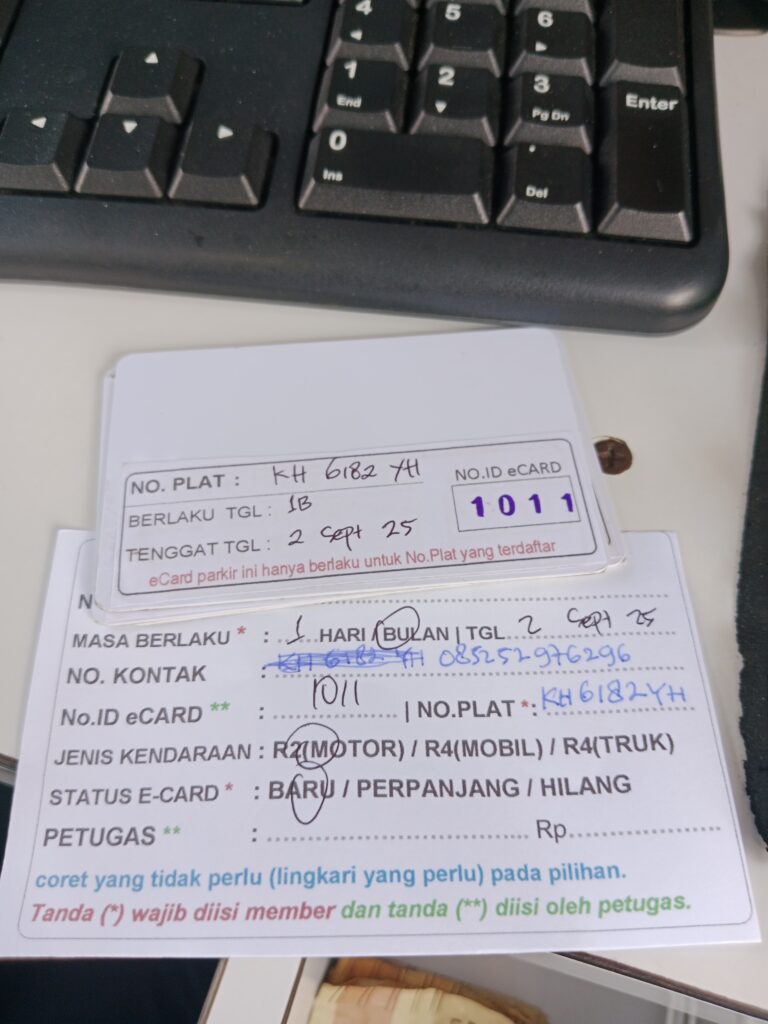 4 5 6
1 2 3 Enter
End Pg Dn
0 .
Ins Del
NO. PLAT : KH 6182 YH
NO.ID eCARD
1011
BERLAKU TGL : 1B
TENGGAT TGL : 2 Sept 25
eCard parkir ini hanya berlaku untuk No.Plat yang terdaftar
N
MASA BERLAKU * : 1 HARI / BULAN | TGL. 2 Sept 25
NO. KONTAK : KH 6182 YH 085252976296
No.ID eCARD ** : 1011 | NO.PLAT *: KH 6182 YH
JENIS KENDARAAN : R2(MOTOR) / R4(MOBIL) / R4(TRUK)
STATUS E-CARD * : BARU / PERPANJANG / HILANG
PETUGAS ** : Rp.
coret yang tidak perlu (lingkari yang perlu) pada pilihan.
Tanda (*) wajib diisi member dan tanda (**) diisi oleh petugas.